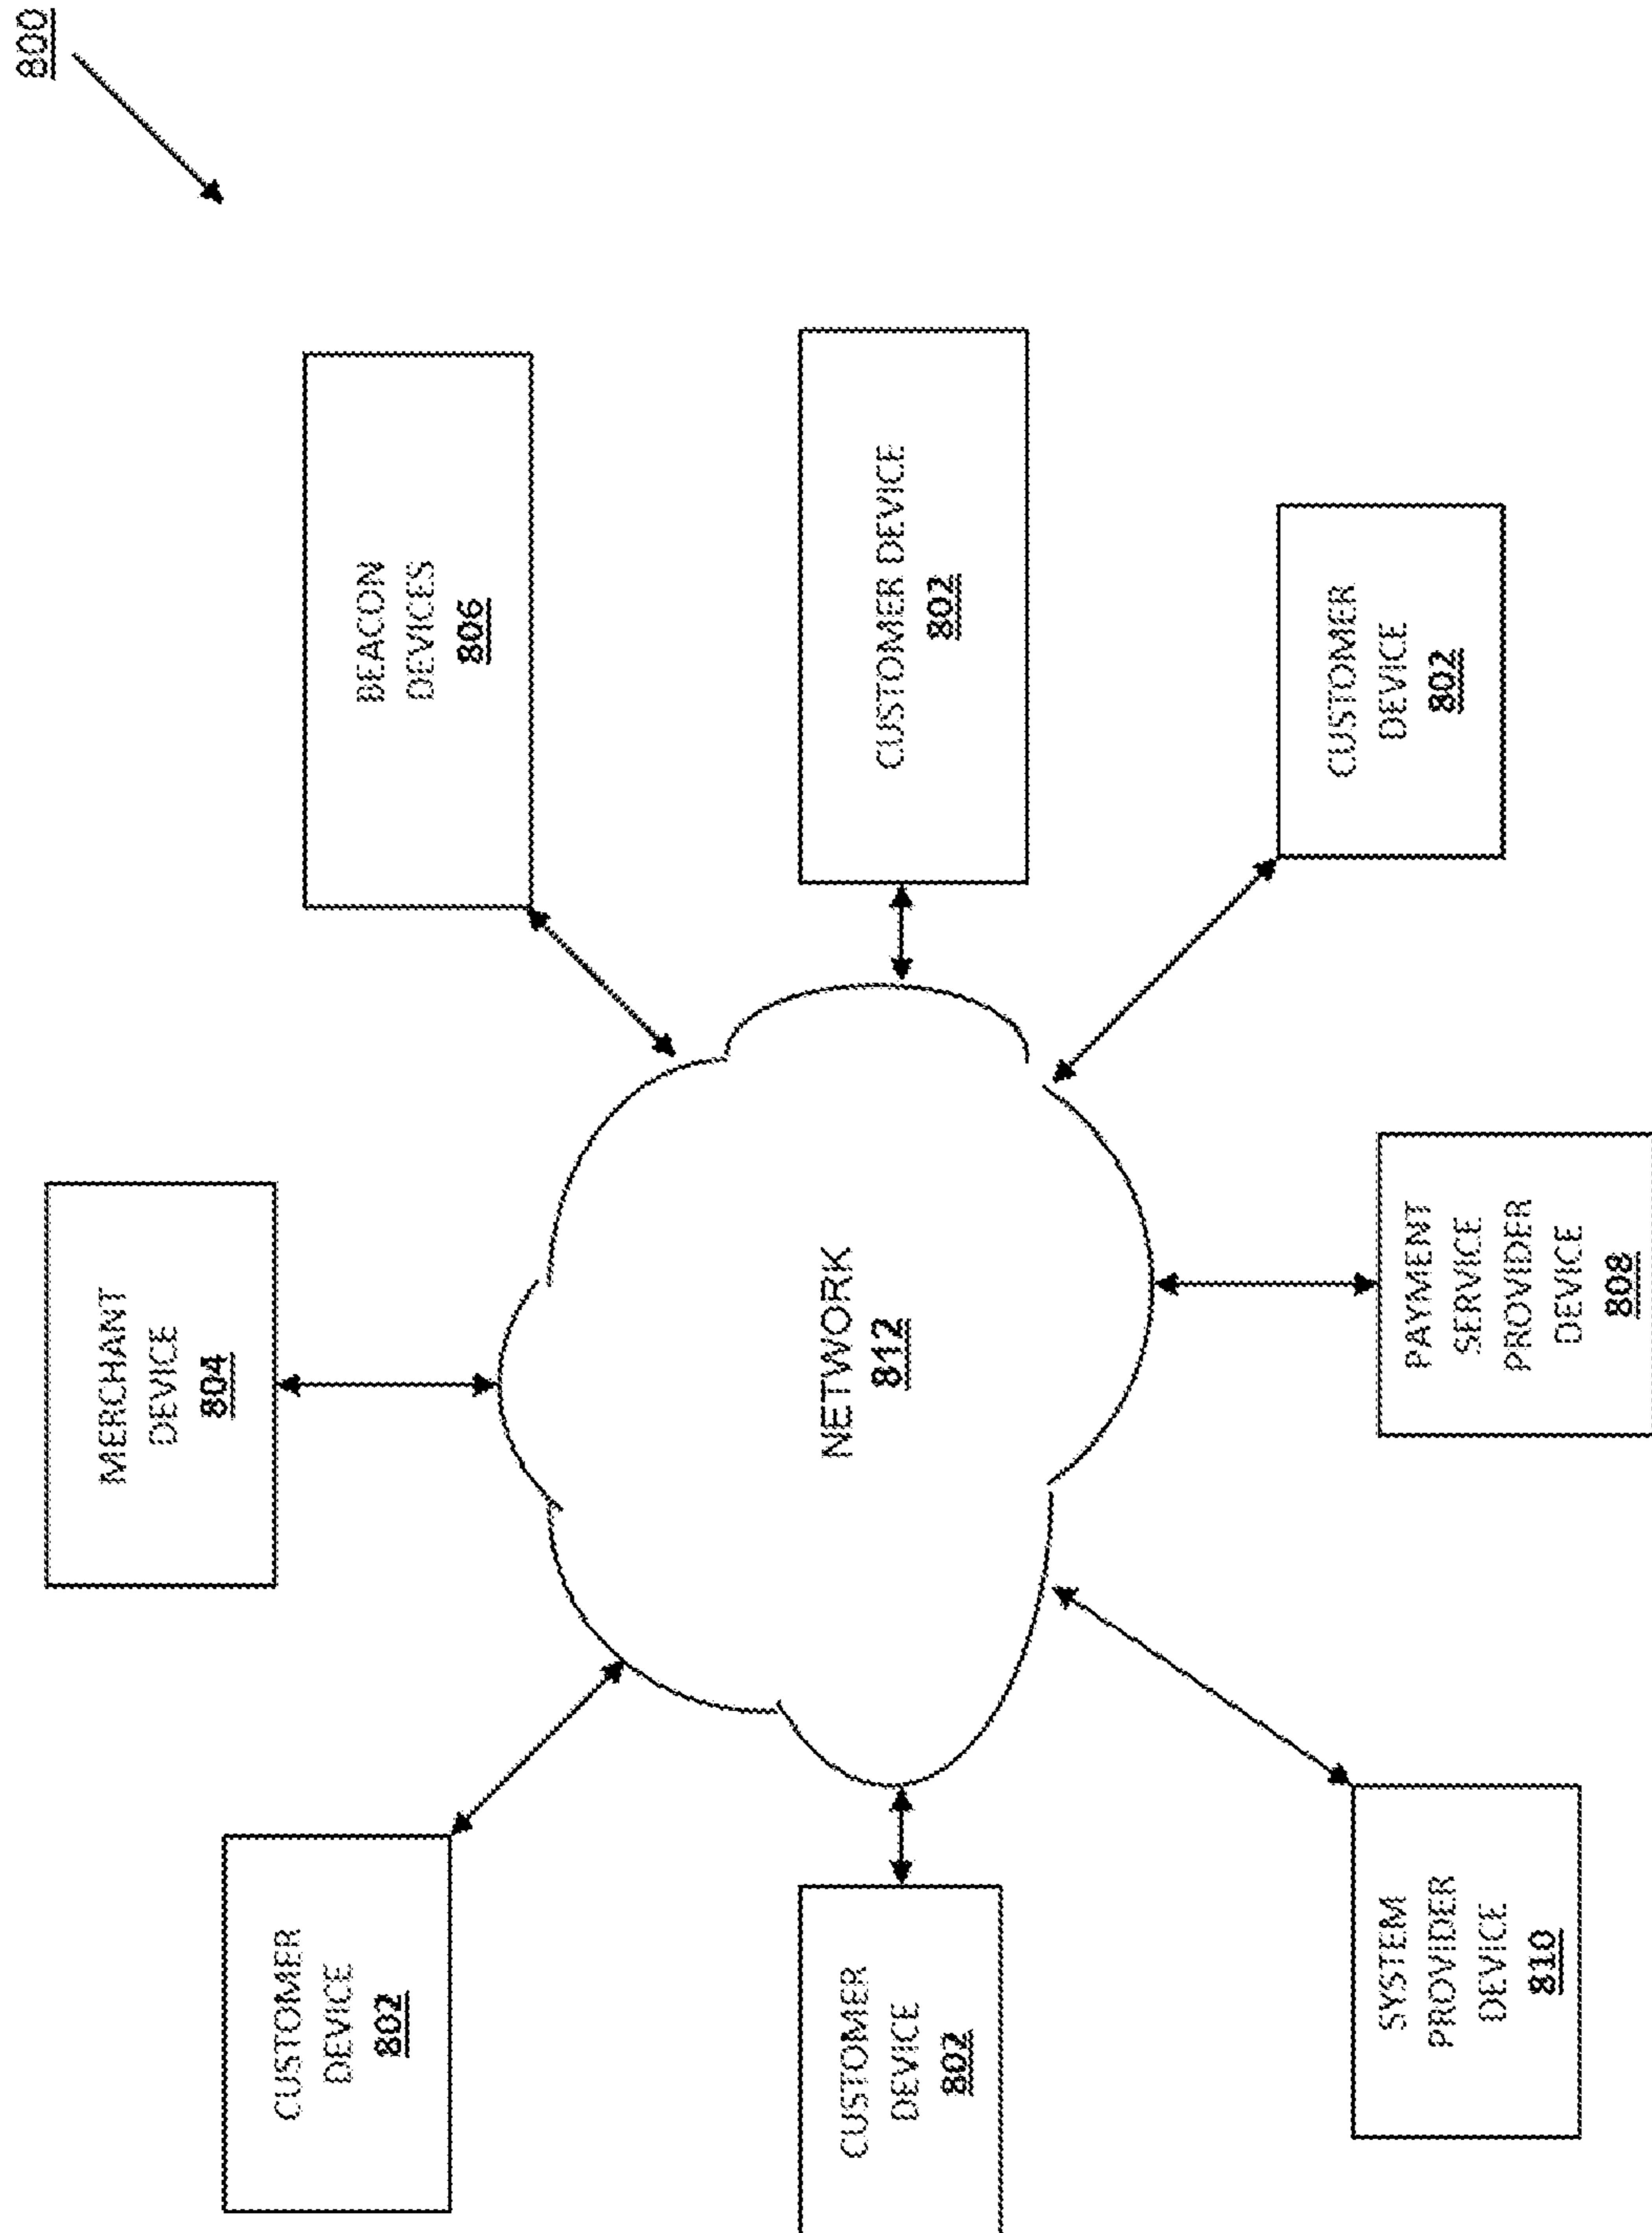 800
CUSTOMER
DEVICE
802
MERCHANT
DEVICE
804
BEACON
DEVICES
806
CUSTOMER
DEVICE
802
NETWORK
812
CUSTOMER DEVICE
802
SYSTEM
PROVIDER
DEVICE
810
PAYMENT
SERVICE
PROVIDER
DEVICE
808
CUSTOMER
DEVICE
802